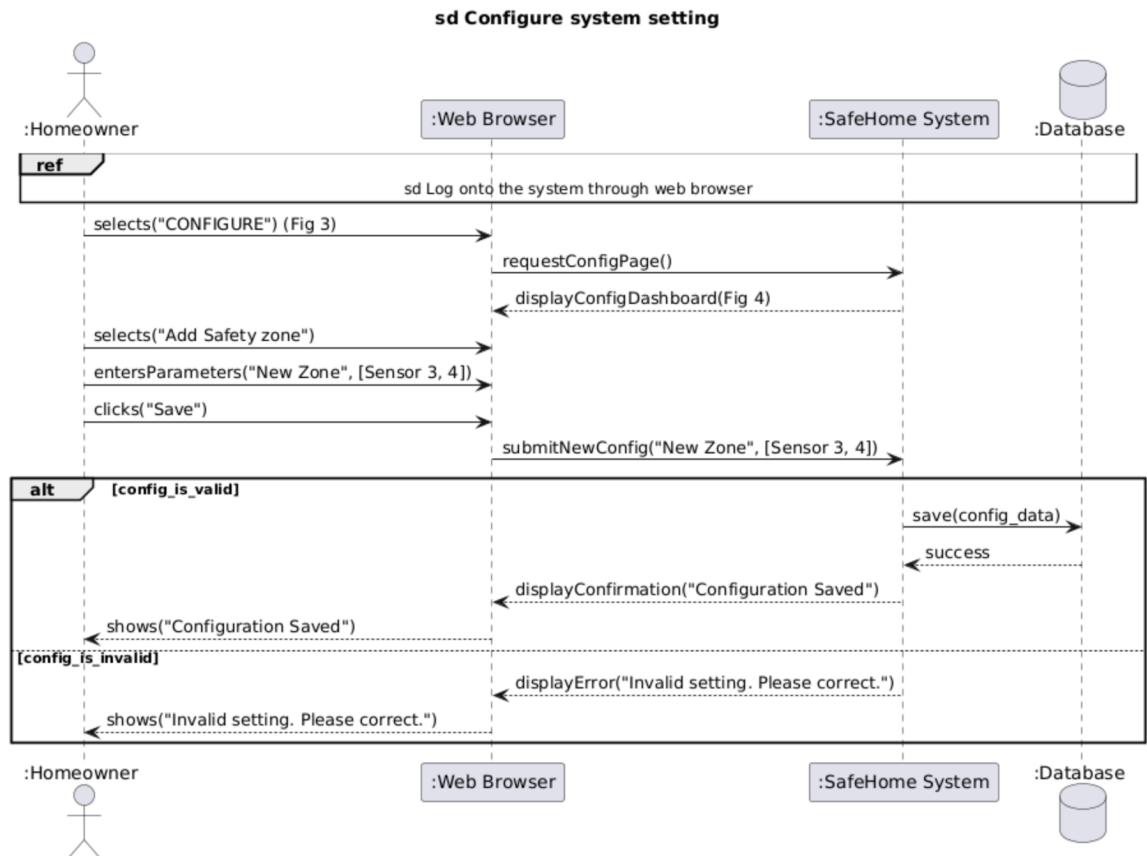 sd Configure system setting
:Homeowner
:Web Browser
:SafeHome System
:Database
ref
sd Log onto the system through web browser
selects("CONFIGURE") (Fig 3)
requestConfigPage()
displayConfigDashboard(Fig 4)
selects("Add Safety zone")
entersParameters("New Zone", [Sensor 3, 4])
clicks("Save")
submitNewConfig("New Zone", [Sensor 3, 4])
alt [config_is_valid]
save(config_data)
success
displayConfirmation("Configuration Saved")
shows("Configuration Saved")
[config_is_invalid]
displayError("Invalid setting. Please correct.")
shows("Invalid setting. Please correct.")
:Homeowner
:Web Browser
:SafeHome System
:Database